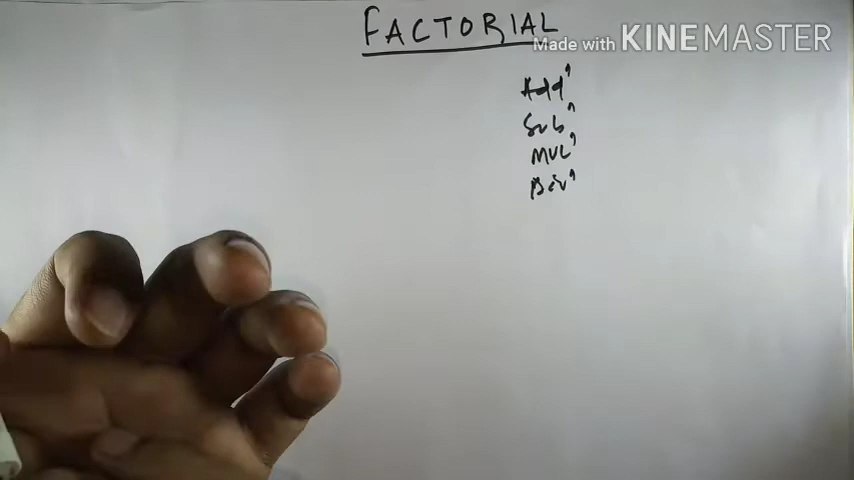 FACTORIAL
Made with KINEMASTER
Add'
Sub'
MUL'
Div'